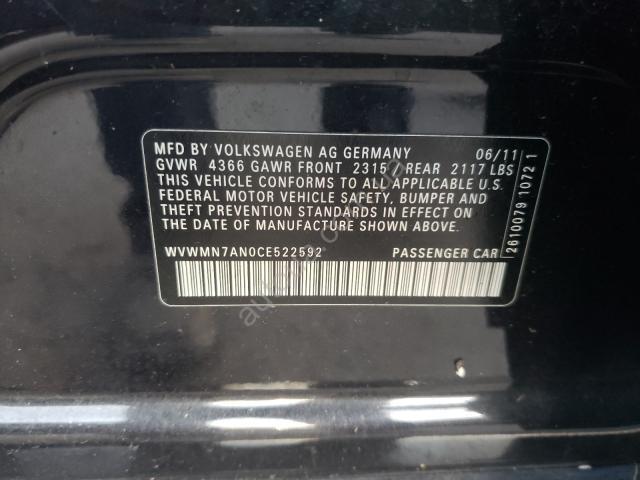 MFD BY VOLKSWAGEN AG GERMANY 06/11
GVWR 4366 GAWR FRONT 2315 REAR 2117 LBS
THIS VEHICLE CONFORMS TO ALL APPLICABLE U.S.
FEDERAL MOTOR VEHICLE SAFETY, BUMPER AND
THEFT PREVENTION STANDARDS IN EFFECT ON
THE DATE OF MANUFACTURE SHOWN ABOVE.
WVWMN7AN0CE522592 PASSENGER CAR
2610079 1072 1